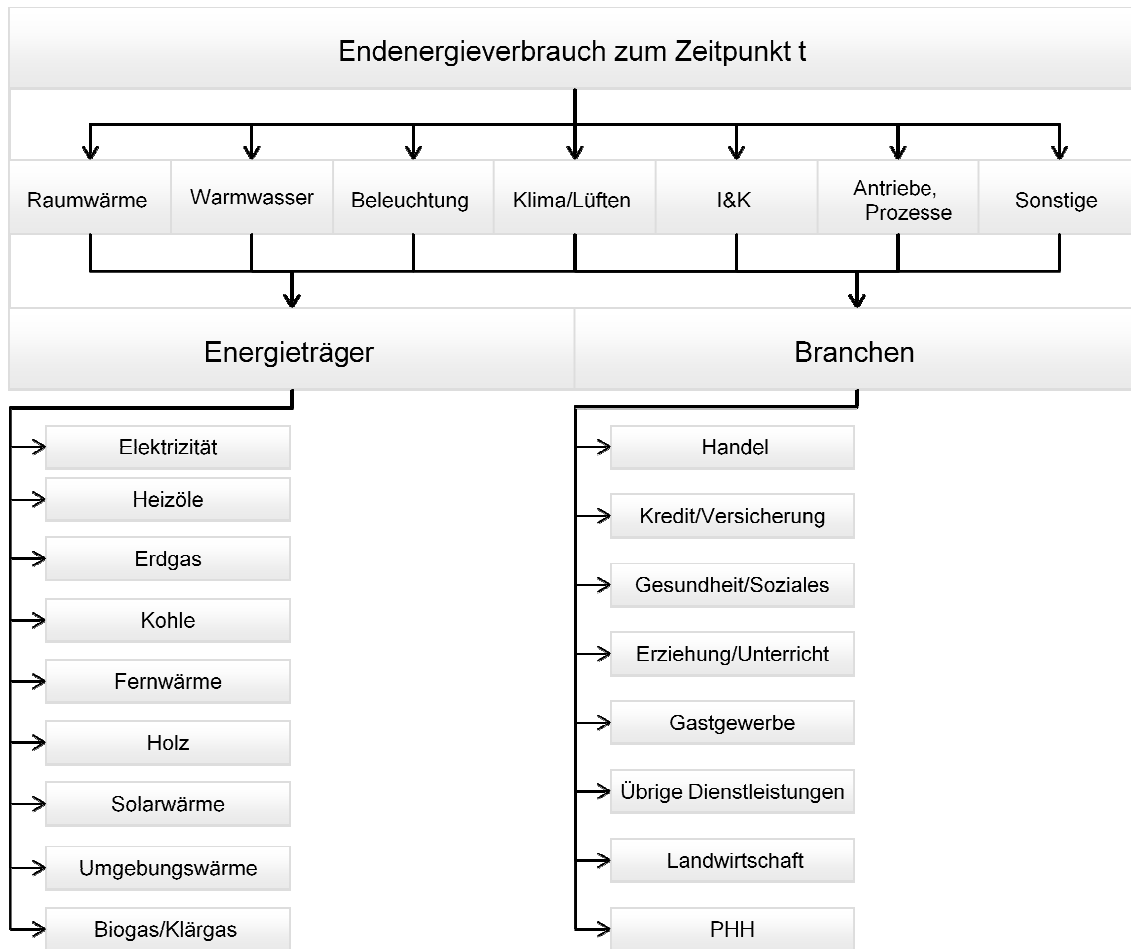 Endenergieverbrauch zum Zeitpunkt t
Raumwärme
Warmwasser
Beleuchtung
Klima/Lüften
I&K
Antriebe,
Prozesse
Sonstige
Energieträger
Branchen
Elektrizität
Heizöle
Erdgas
Kohle
Fernwärme
Holz
Solarwärme
Umgebungswärme
Biogas/Klärgas
Handel
Kredit/Versicherung
Gesundheit/Soziales
Erziehung/Unterricht
Gastgewerbe
Übrige Dienstleistungen
Landwirtschaft
PHH